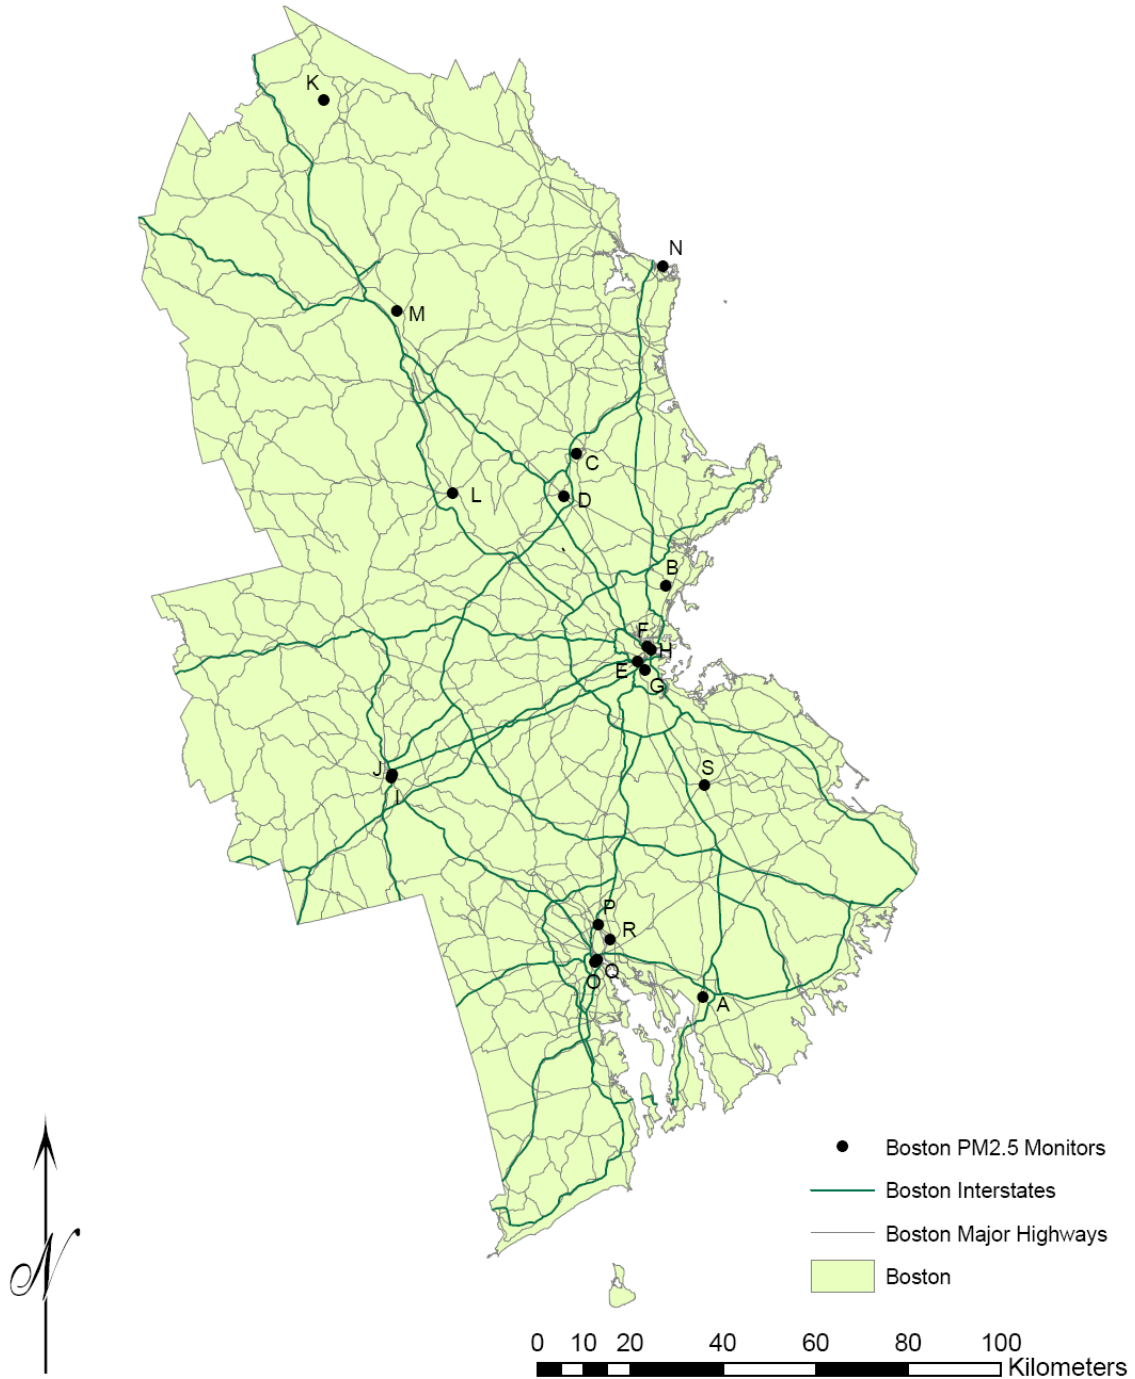 K
N
M
C
L
D
B
F
H
E
G
S
J
I
P
R
Q
O
A
Boston PM2.5 Monitors
Boston Interstates
Boston Major Highways
Boston
N
0 10 20 40 60 80 100
Kilometers